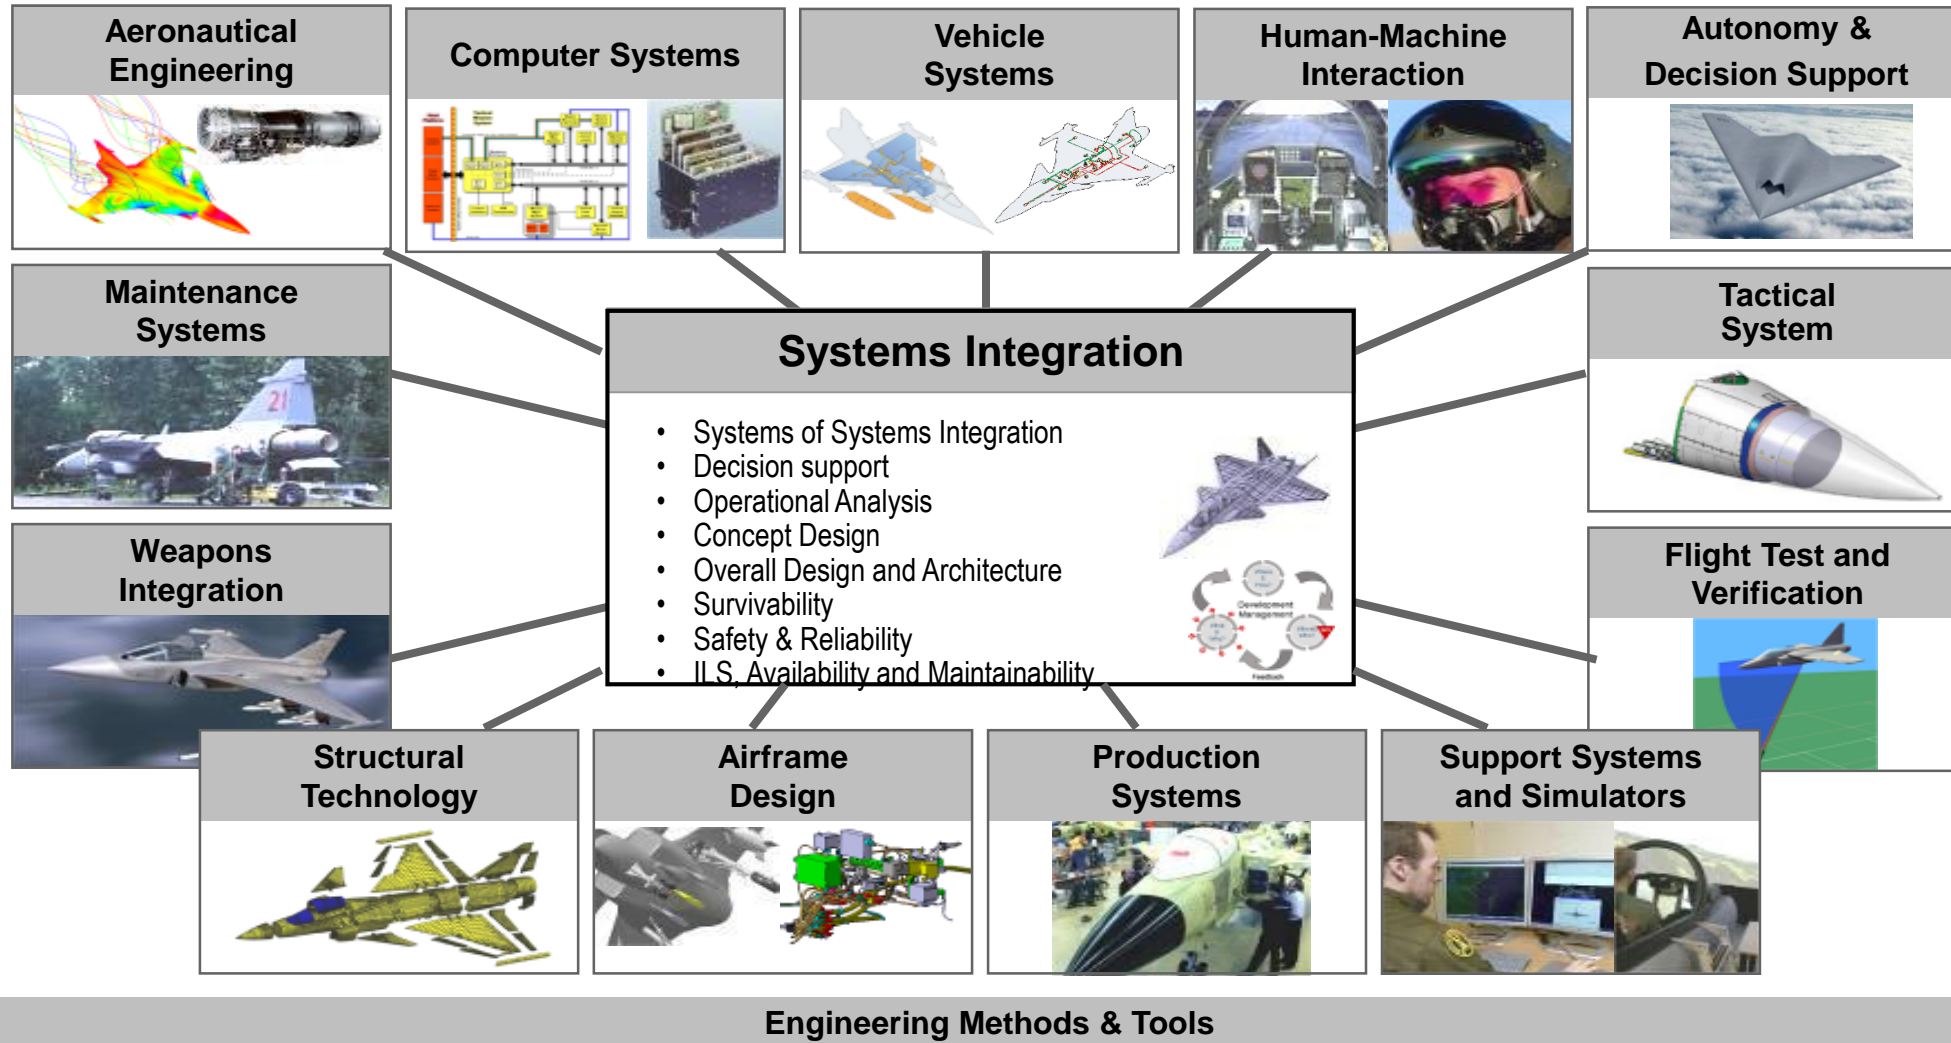 Aeronautical
Engineering
Computer Systems
Vehicle
Systems
Human-Machine
Interaction
Autonomy &
Decision Support
Maintenance
Systems
21
Tactical
System
Systems Integration
• Systems of Systems Integration
• Decision support
• Operational Analysis
• Concept Design
• Overall Design and Architecture
• Survivability
• Safety & Reliability
• ILS, Availability and Maintainability
Development
Management
Feedback
Weapons
Integration
Flight Test and
Verification
Structural
Technology
Airframe
Design
Production
Systems
Support Systems
and Simulators
Engineering Methods & Tools